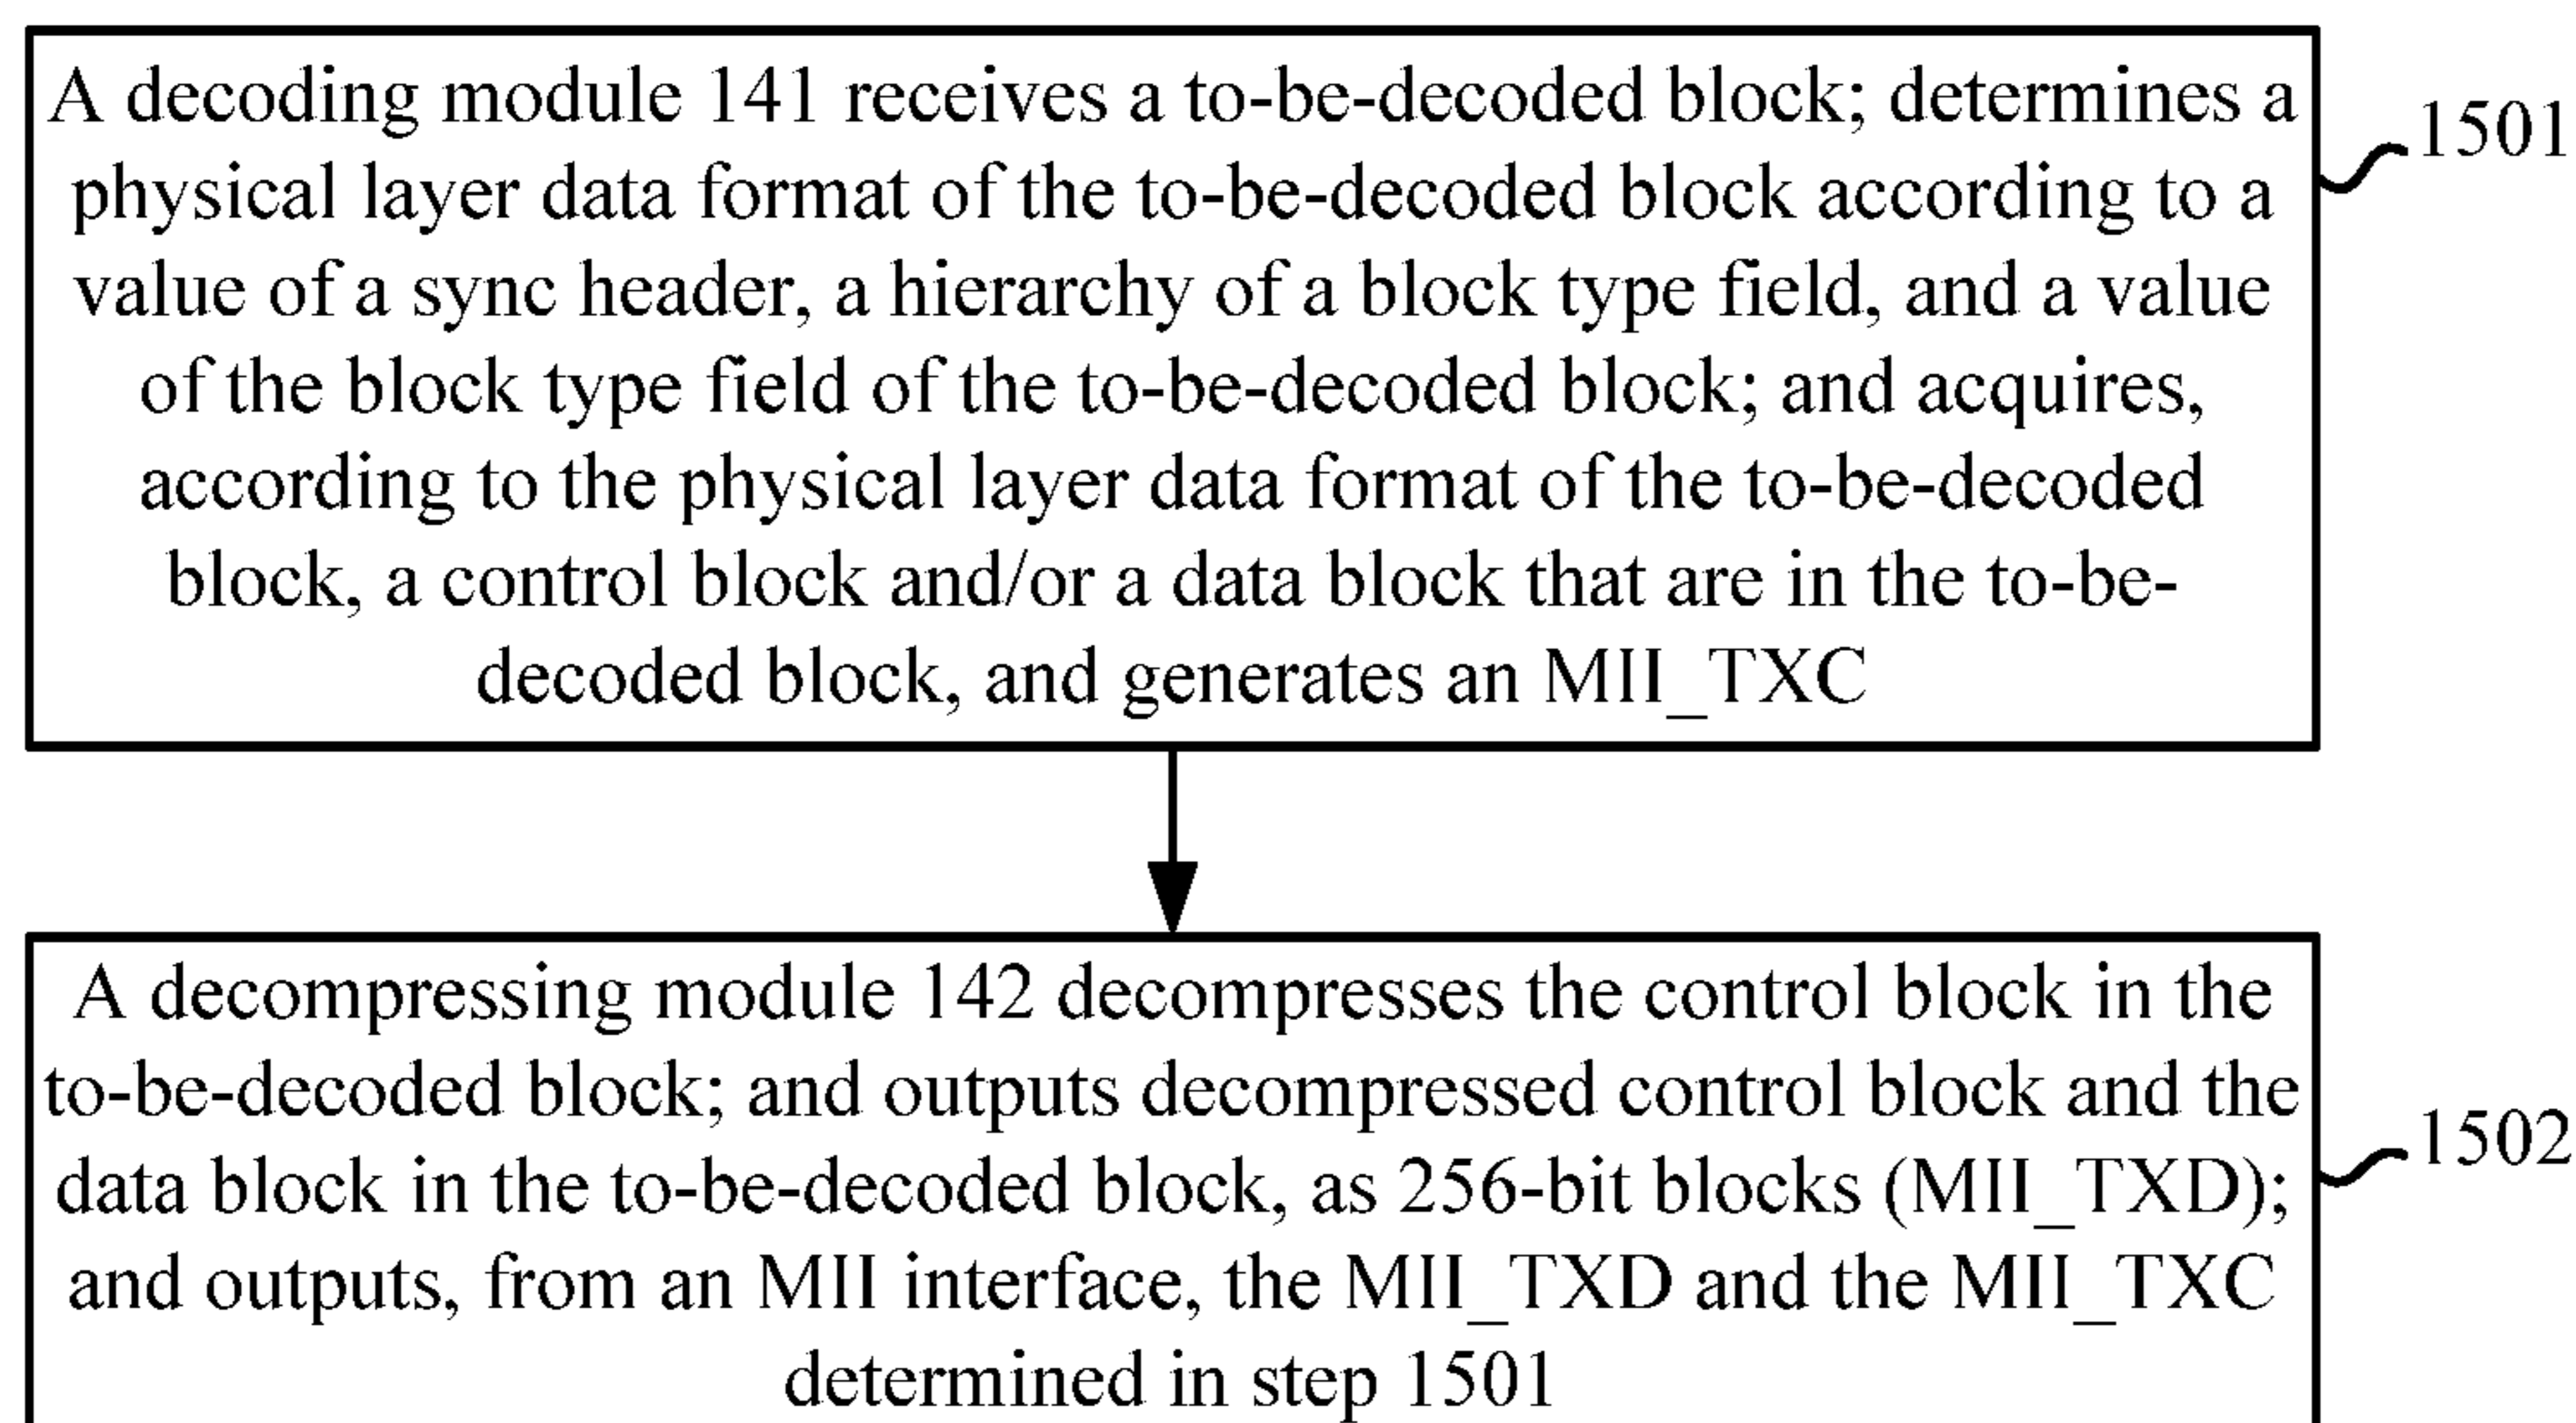 A decoding module 141 receives a to-be-decoded block; determines a
physical layer data format of the to-be-decoded block according to a
value of a sync header, a hierarchy of a block type field, and a value
of the block type field of the to-be-decoded block; and acquires,
according to the physical layer data format of the to-be-decoded
block, a control block and/or a data block that are in the to-be-
decoded block, and generates an MII_TXC
1501
A decompressing module 142 decompresses the control block in the
to-be-decoded block; and outputs decompressed control block and the
data block in the to-be-decoded block, as 256-bit blocks (MII_TXD);
and outputs, from an MII interface, the MII_TXD and the MII_TXC
determined in step 1501
1502